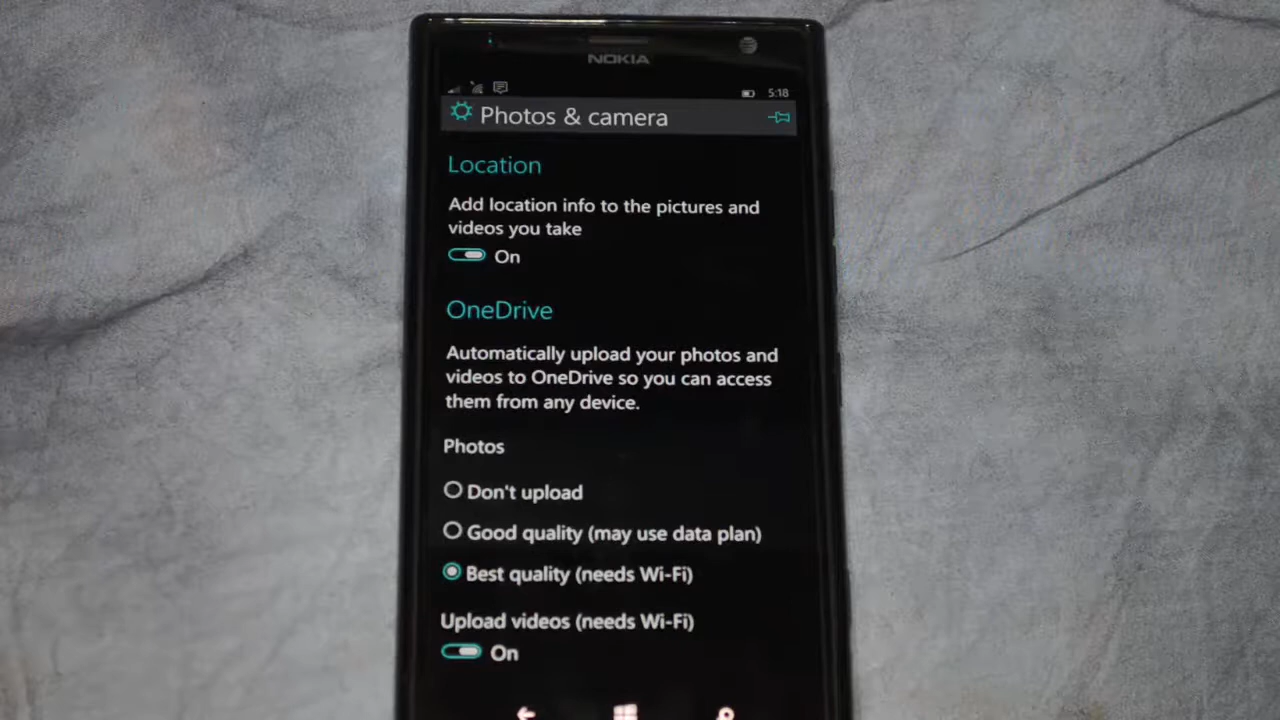 NOKIA
5:18
Photos & camera
Location
Add location info to the pictures and
videos you take
On
OneDrive
Automatically upload your photos and
videos to OneDrive so you can access
them from any device.
Photos
Don't upload
Good quality (may use data plan)
Best quality (needs Wi-Fi)
Upload videos (needs Wi-Fi)
On